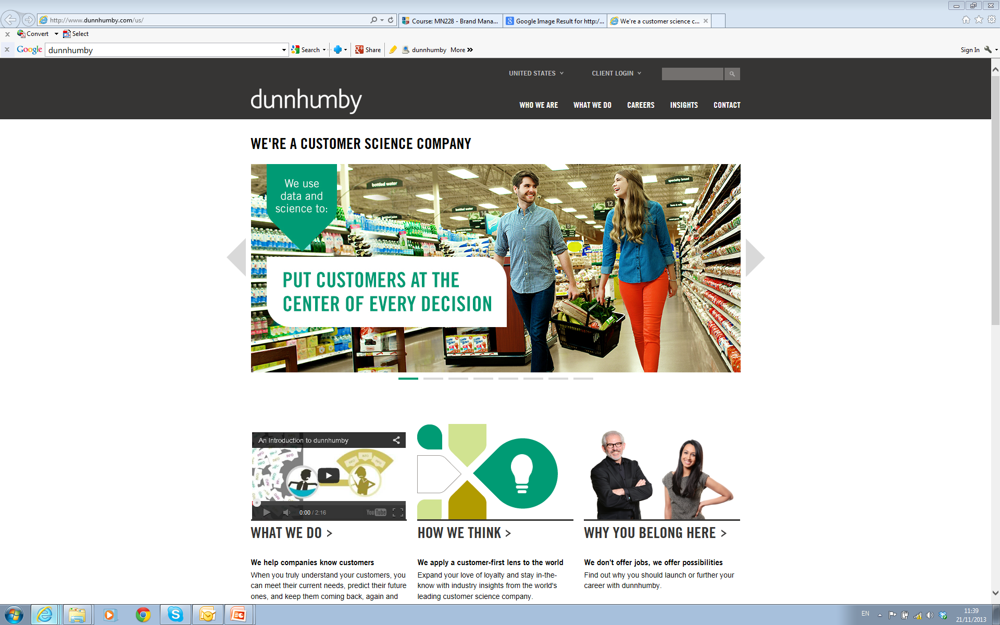 http://www.dunnhumby.com/us/
Course: MN228 - Brand Mana...
Google Image Result for http:/...
We're a customer science c...
Convert
Select
Google
dunnhumby
Search
Share
dunnhumby
More
Sign In
UNITED STATES
CLIENT LOGIN
dunnhumby
WHO WE ARE
WHAT WE DO
CAREERS
INSIGHTS
CONTACT
WE'RE A CUSTOMER SCIENCE COMPANY
We use
data and
science to:
bottled water
specialty bread
bottled water
14
12
PUT CUSTOMERS AT THE
CENTER OF EVERY DECISION
An Introduction to dunnhumby
INFO
INFO
INFO
0:00 / 2:16
YouTube
WHAT WE DO >
HOW WE THINK >
WHY YOU BELONG HERE >
We help companies know customers
When you truly understand your customers, you
can meet their current needs, predict their future
ones, and keep them coming back, again and
We apply a customer-first lens to the world
Expand your love of loyalty and stay in-the-
know with industry insights from the world's
leading customer science company.
We don't offer jobs, we offer possibilities
Find out why you should launch or further your
career with dunnhumby.
EN
11:39
21/11/2013